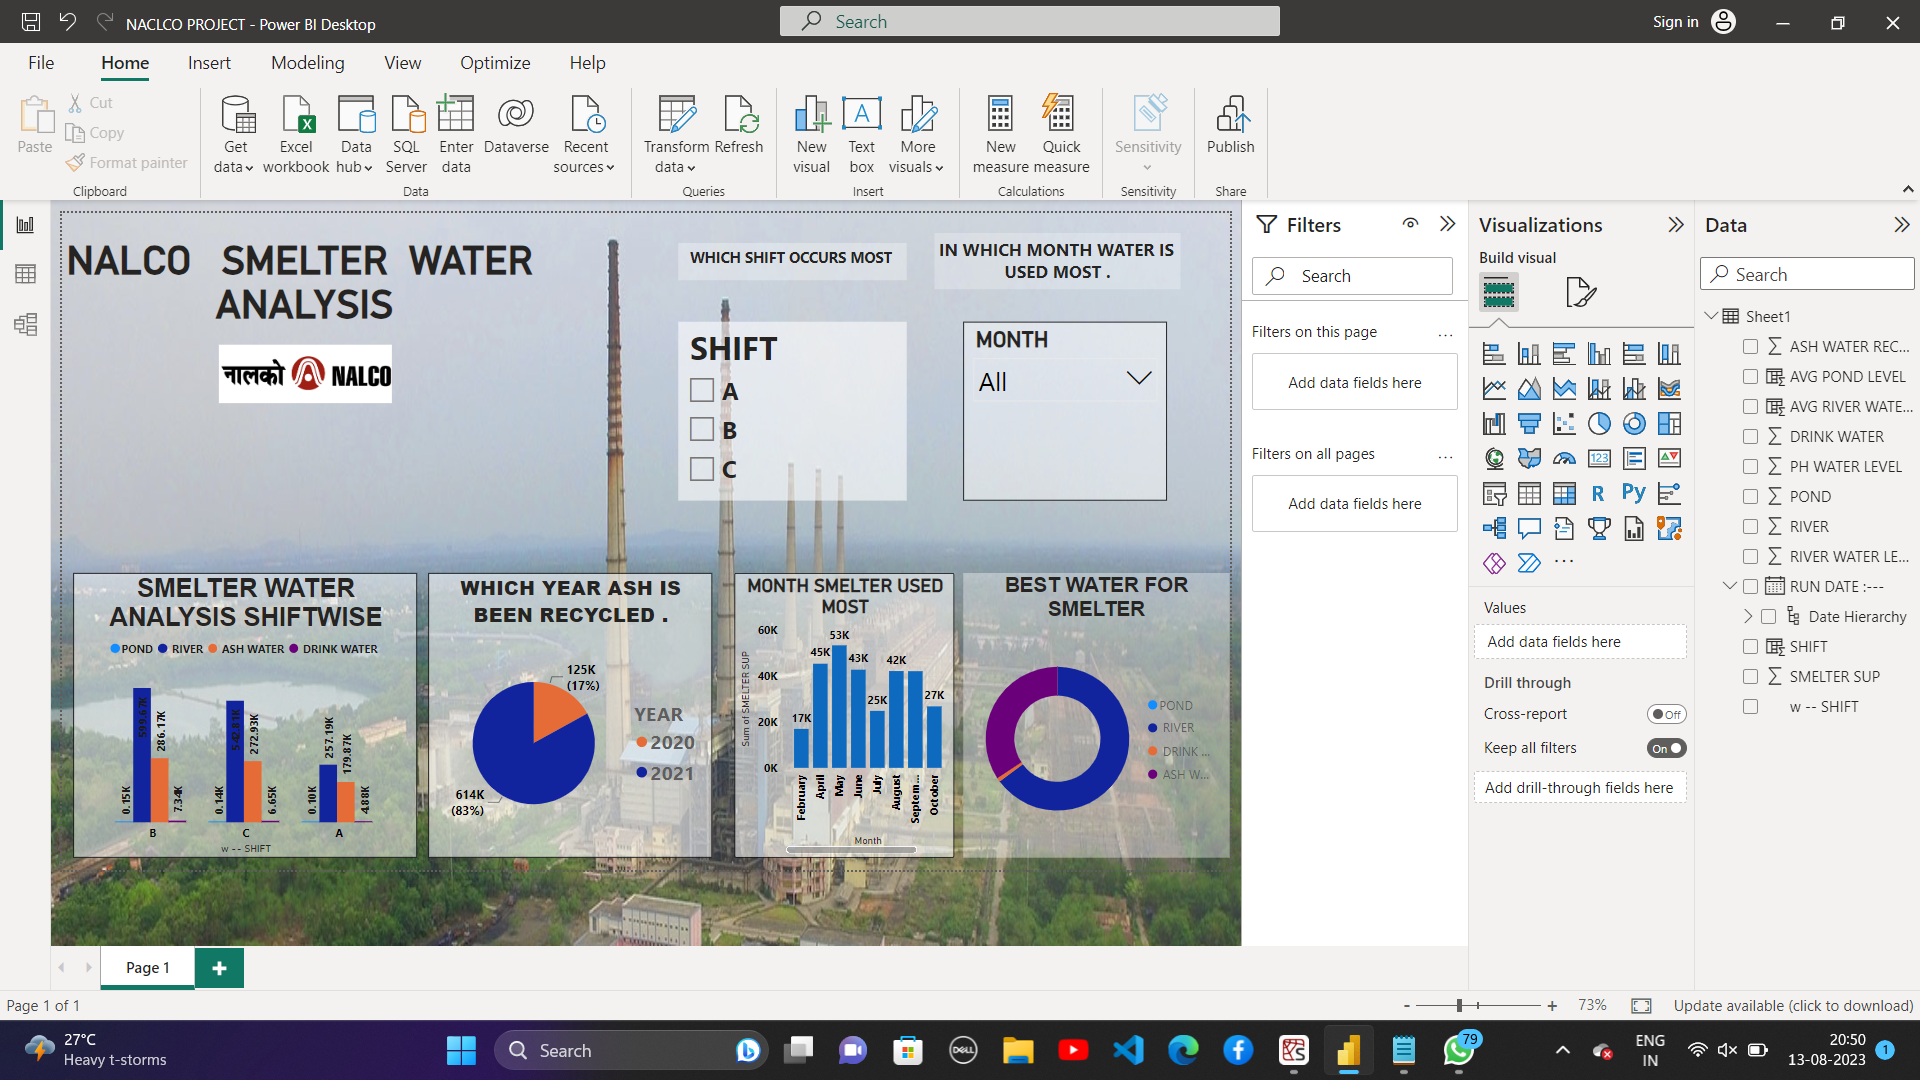 NACLCO PROJECT - Power BI Desktop
Search
Sign in
File
Home
Insert
Modeling
View
Optimize
Help
Paste
Cut
Copy
Format painter
Clipboard
Get data
Excel workbook
Data hub
SQL Server
Enter data
Dataverse
Recent sources
Data
Transform data
Refresh
Queries
New visual
Text box
More visuals
Insert
New measure
Quick measure
Calculations
Sensitivity
Sensitivity
Publish
Share
NALCO SMELTER WATER
ANALYSIS
नालको NALCO
WHICH SHIFT OCCURS MOST
IN WHICH MONTH WATER IS
USED MOST .
SHIFT
A
B
C
MONTH
All
SMELTER WATER
ANALYSIS SHIFTWISE
POND RIVER ASH WATER DRINK WATER
0.15K
599.67K
286.17K
7.34K
0.14K
542.81K
272.93K
6.65K
0.10K
257.19K
179.87K
4.88K
B C A
w -- SHIFT
WHICH YEAR ASH IS
BEEN RECYCLED .
125K
(17%)
614K
(83%)
YEAR
2020
2021
MONTH SMELTER USED
MOST
Sum of SMELTER SUP
60K
40K
20K
0K
17K
45K
53K
43K
25K
42K
27K
February
April
May
June
July
August
Septem...
October
Month
BEST WATER FOR
SMELTER
POND
RIVER
DRINK ...
ASH W...
Filters
Search
Filters on this page
...
Add data fields here
Filters on all pages
...
Add data fields here
Visualizations
Build visual
123
R
Py
...
Values
Add data fields here
Drill through
Cross-report
Off
Keep all filters
On
Add drill-through fields here
Data
Search
Sheet1
ASH WATER REC...
AVG POND LEVEL
AVG RIVER WATE...
DRINK WATER
PH WATER LEVEL
POND
RIVER
RIVER WATER LE...
RUN DATE :---
Date Hierarchy
SHIFT
SMELTER SUP
w -- SHIFT
Page 1
Page 1 of 1
- + 73%
Update available (click to download)
27°C
Heavy t-storms
Search
DELL
79
ENG
IN
20:50
13-08-2023
1